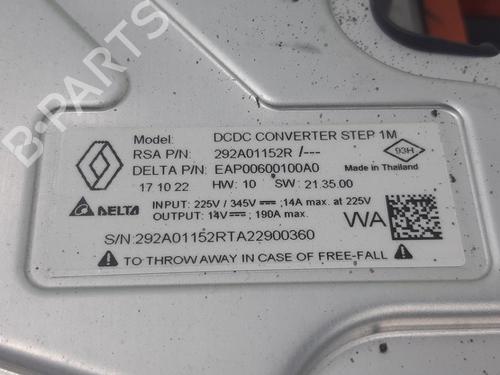 B-PARTS
Model: DCDC CONVERTER STEP 1M
RSA P/N: 292A01152R /---
93H
DELTA P/N: EAP00600100A0
Made in Thailand
17 10 22 HW: 10 SW: 21.35.00
DELTA
INPUT: 225V / 345V ⎓ ;14A max. at 225V
OUTPUT: 14V ⎓ ; 190A max.
WA
S/N:292A01152RTA22900360
TO THROW AWAY IN CASE OF FREE-FALL